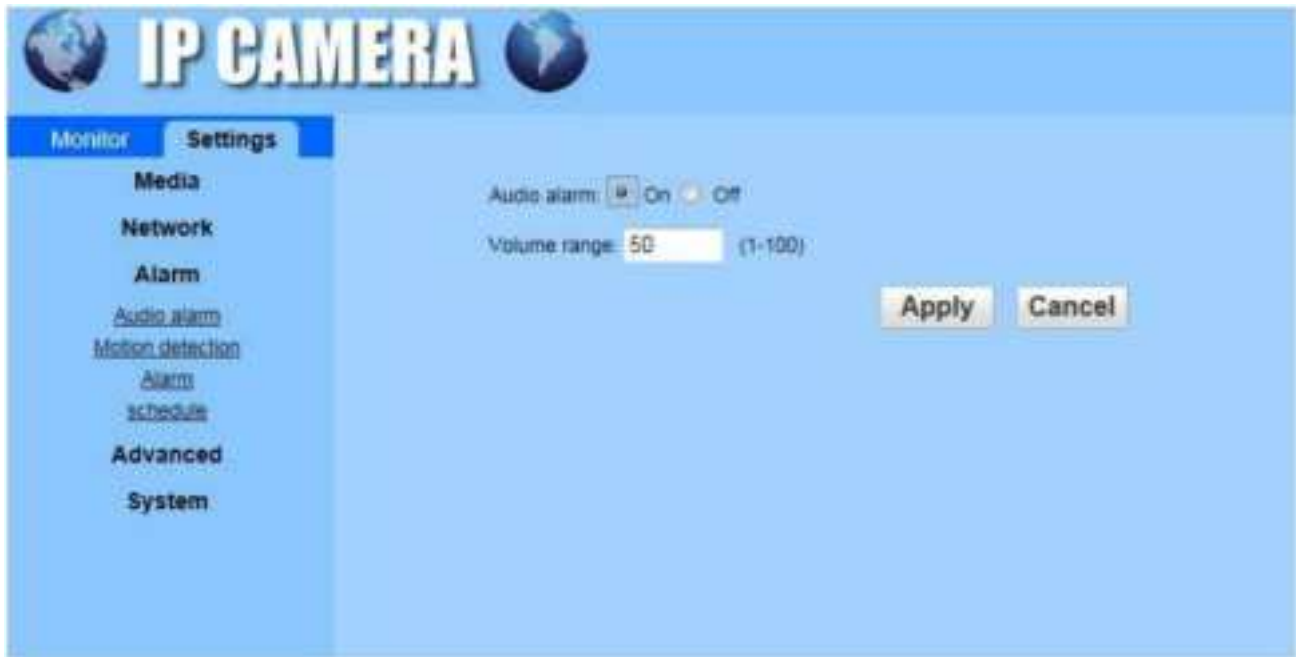 IP CAMERA
Monitor Settings
Media
Network
Alarm
Audio alarm
Motion detection
Alarm
schedule
Advanced
System
Audio alarm: On Off
Volume range: 50 (1-100)
Apply Cancel